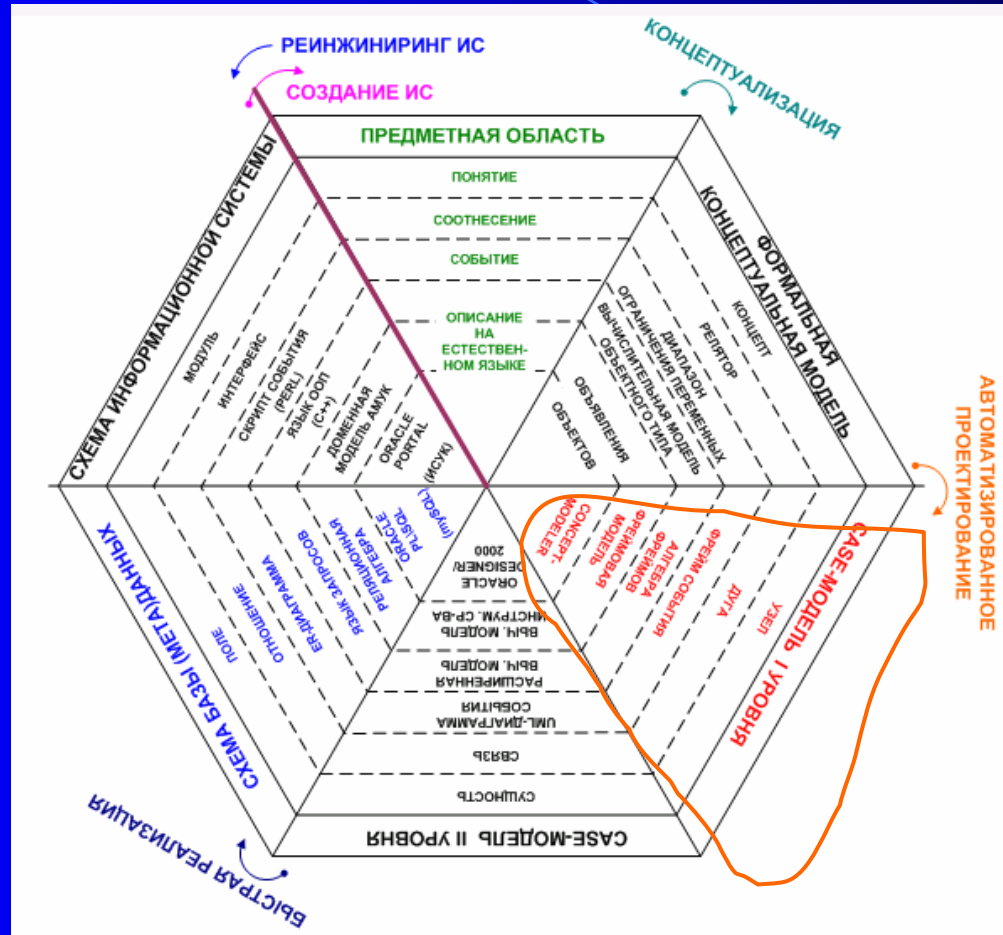 РЕИНЖИНИРИНГ ИС
СОЗДАНИЕ ИС
КОНЦЕПТУАЛИЗАЦИЯ
ПРЕДМЕТНАЯ ОБЛАСТЬ
ПОНЯТИЕ
СООТНЕСЕНИЕ
СОБЫТИЕ
ОПИСАНИЕ
НА
ЕСТЕСТВЕН-
НОМ ЯЗЫКЕ
ФОРМАЛЬНАЯ
КОНЦЕПТУАЛЬНАЯ МОДЕЛЬ
КОНЦЕПТ
РЕЛЯТОР
ДИАПАЗОН
ОГРАНИЧЕНИЯ ПЕРЕМЕННЫХ
ВЫЧИСЛИТЕЛЬНАЯ МОДЕЛЬ
ОБЪЕКТНОГО ТИПА
ОБЪЯВЛЕНИЯ
ОБЪЕКТОВ
АВТОМАТИЗИРОВАННОЕ
ПРОЕКТИРОВАНИЕ
CASE-МОДЕЛЬ I УРОВНЯ
УЗЕЛ
ДУГА
ФРЕЙМ СОБЫТИЯ
АЛГЕБРА
ФРЕЙМОВ
ФРЕЙМОВАЯ
МОДЕЛЬ
CONCEPT-
MODELER
CASE-МОДЕЛЬ II УРОВНЯ
СУЩНОСТЬ
СВЯЗЬ
UML-ДИАГРАММА
СОБЫТИЯ
РАСШИРЕННАЯ
ВЫЧ. МОДЕЛЬ
ВЫЧ. МОДЕЛЬ
ИНСТРУМ. СР-ВА
ORACLE
DESIGNER/
2000
БЫСТРАЯ РЕАЛИЗАЦИЯ
СХЕМА БАЗЫ (МЕТА)ДАННЫХ
ПОЛЕ
ОТНОШЕНИЕ
ER-ДИАГРАММА
ЯЗЫК ЗАПРОСОВ
РЕЛЯЦИОННАЯ
АЛГЕБРА
ORACLE
PL/SQL
(mySQL)
СХЕМА ИНФОРМАЦИОННОЙ СИСТЕМЫ
МОДУЛЬ
ИНТЕРФЕЙС
СКРИПТ СОБЫТИЯ
(PERL)
ЯЗЫК ООП
(C++)
ДОМЕННАЯ
МОДЕЛЬ АМУК
ORACLE
PORTAL
(ИСУК)